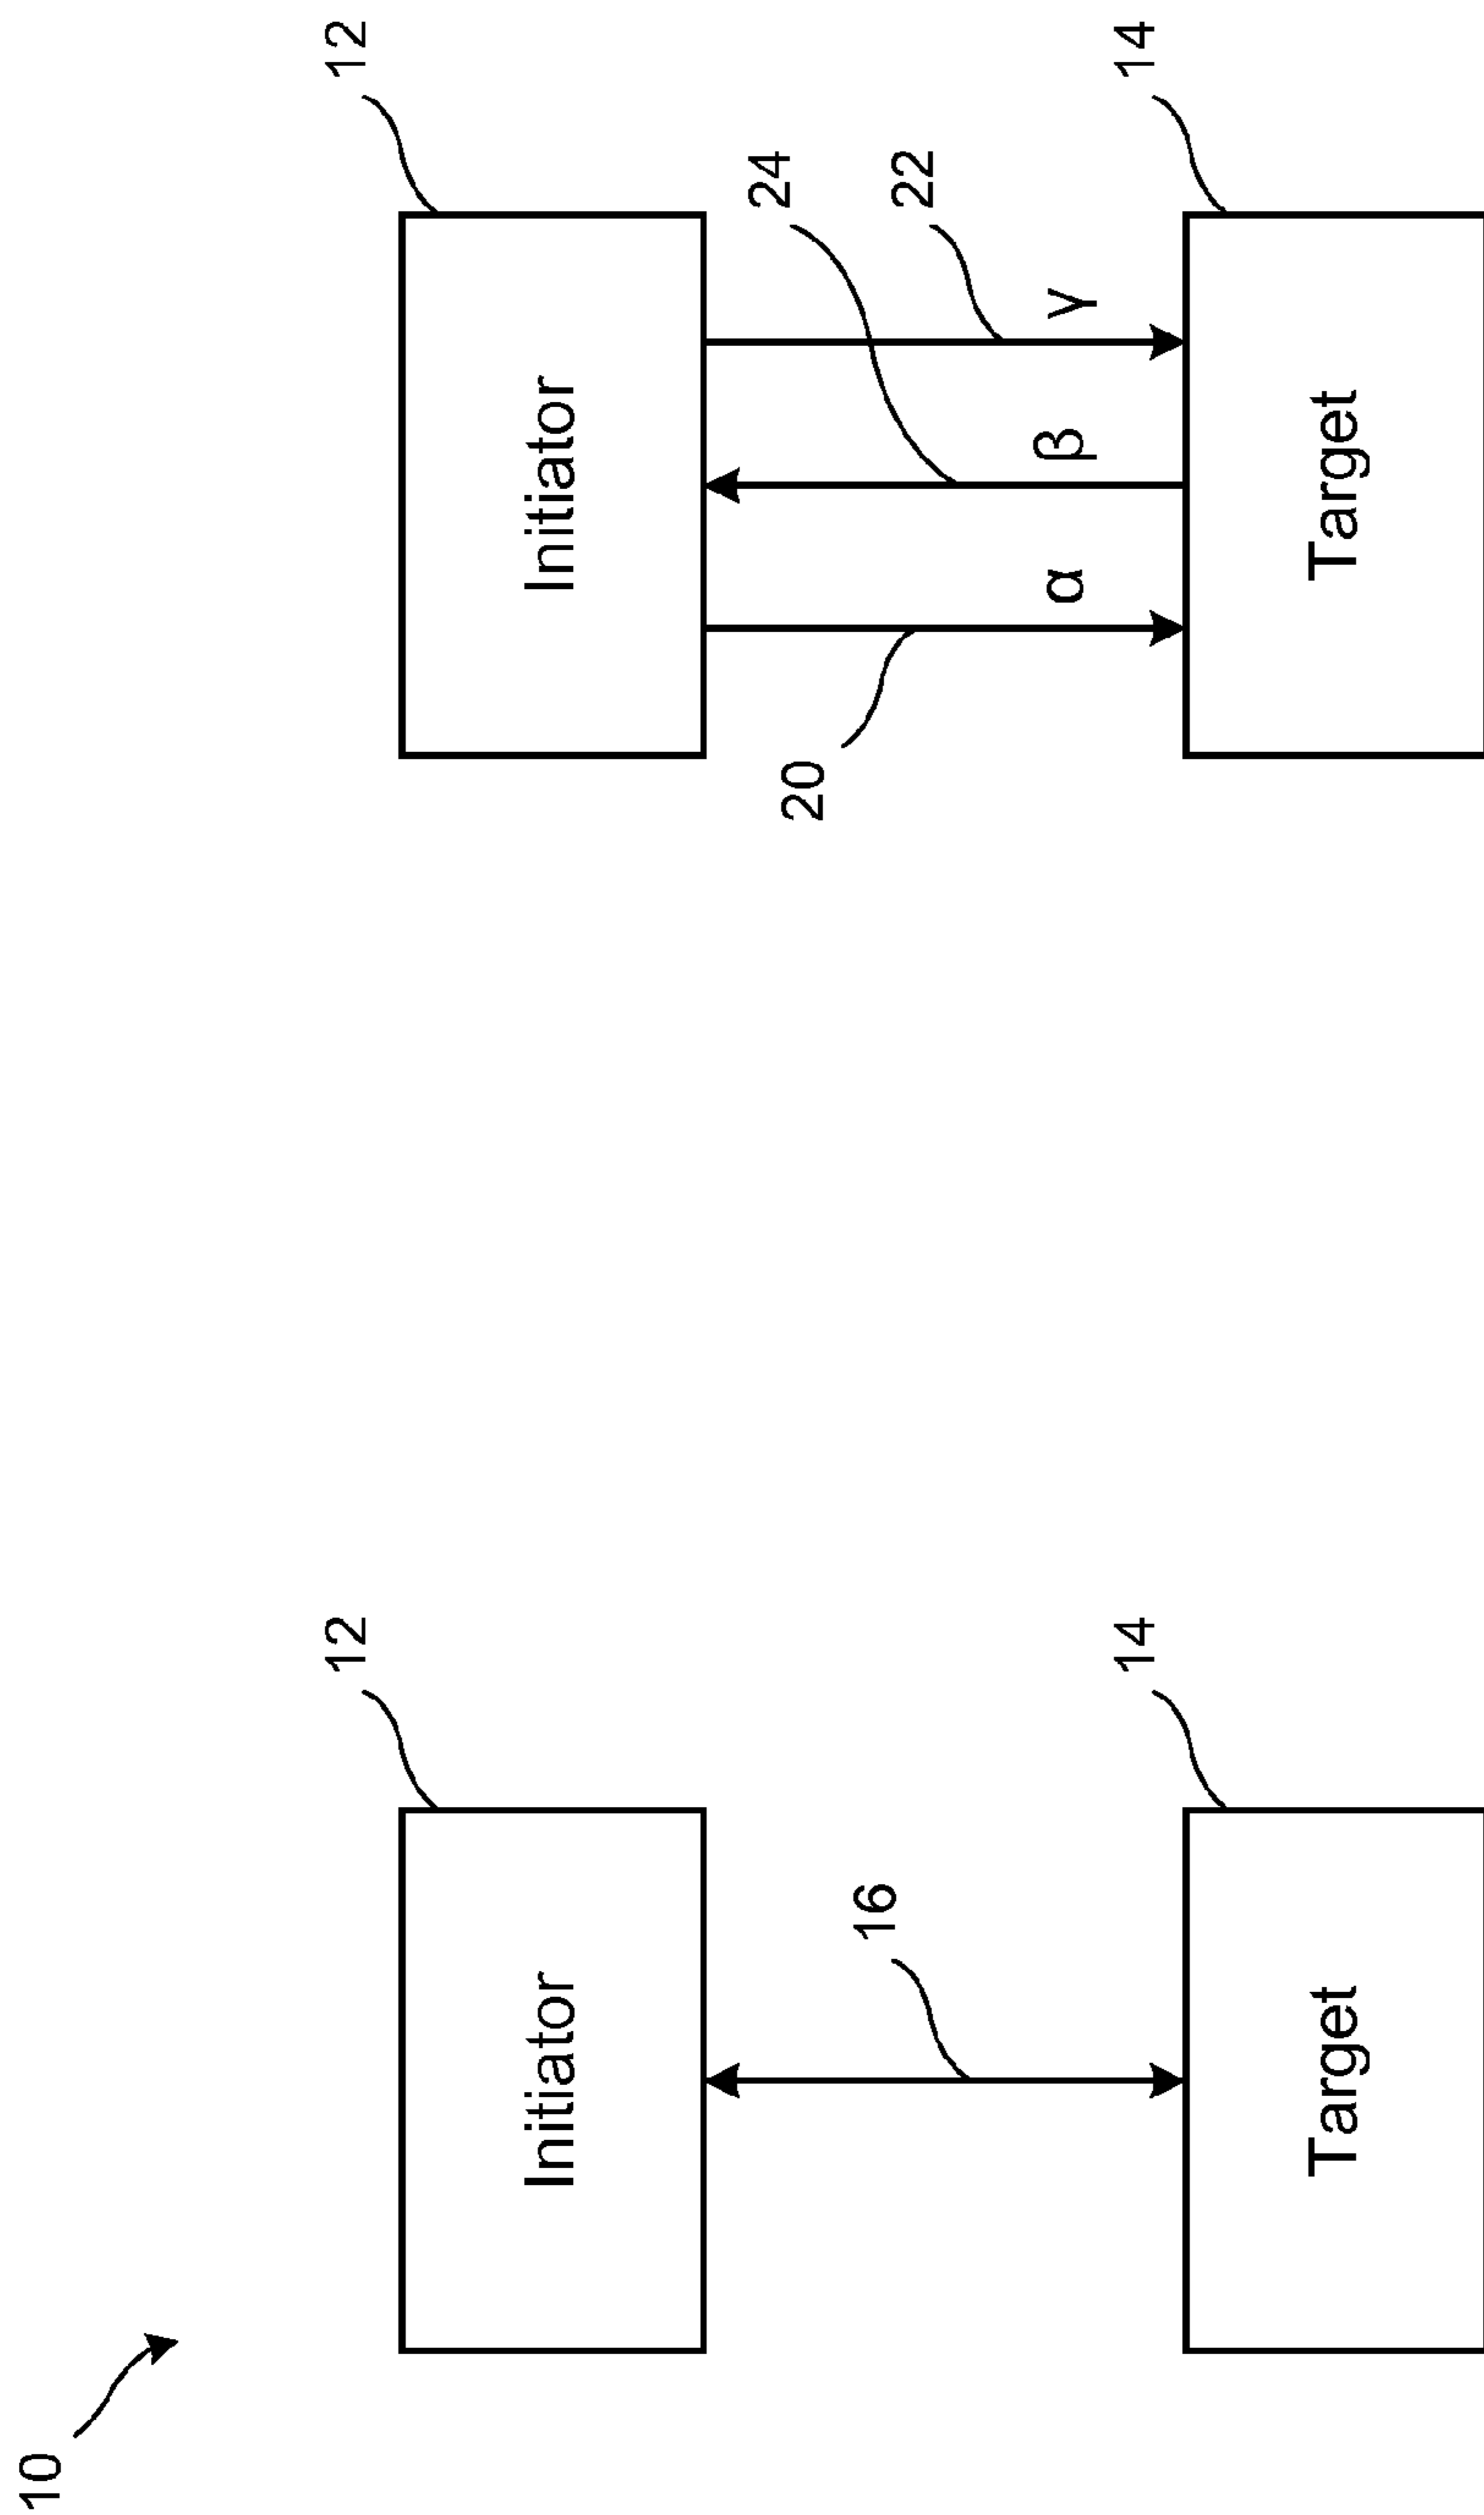 10
12
Initiator
16
14
Target
12
Initiator
24
22
20
α
β
γ
14
Target